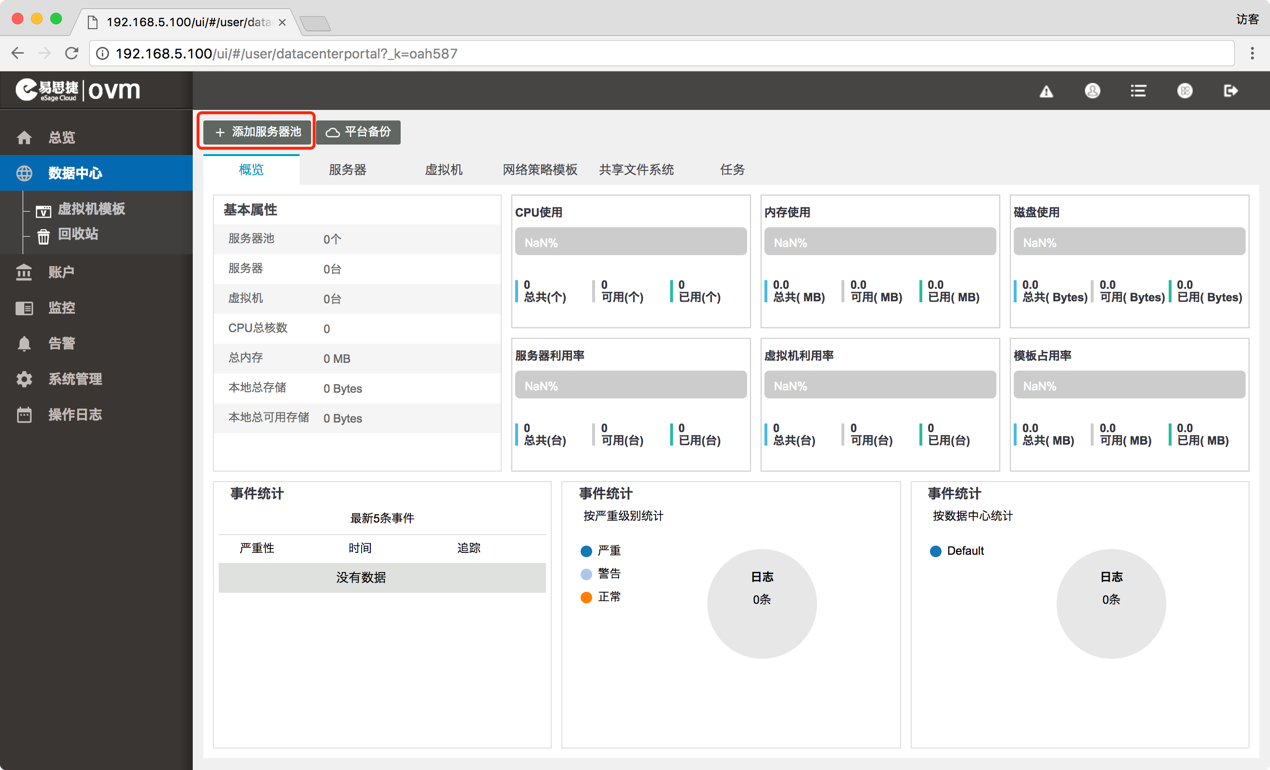 192.168.5.100/ui/#/user/data
访客
192.168.5.100/ui/#/user/datacenterportal?_k=oah587
易思捷 eSage Cloud | ovm
总览
数据中心
虚拟机模板
回收站
账户
监控
告警
系统管理
操作日志
+ 添加服务器池 平台备份
概览 服务器 虚拟机 网络策略模板 共享文件系统 任务
基本属性
服务器池 0个
服务器 0台
虚拟机 0台
CPU总核数 0
总内存 0 MB
本地总存储 0 Bytes
本地总可用存储 0 Bytes
CPU使用
NaN%
0 0 0
总共(个) 可用(个) 已用(个)
内存使用
NaN%
0.0 0.0 0.0
总共( MB) 可用( MB) 已用( MB)
磁盘使用
NaN%
0.0 0.0 0.0
总共( Bytes) 可用( Bytes) 已用( Bytes)
服务器利用率
NaN%
0 0 0
总共(台) 可用(台) 已用(台)
虚拟机利用率
NaN%
0 0 0
总共(台) 可用(台) 已用(台)
模板占用率
NaN%
0.0 0.0 0.0
总共( MB) 可用( MB) 已用( MB)
事件统计
最新5条事件
严重性 时间 追踪
没有数据
事件统计
按严重级别统计
严重
警告
正常
日志
0条
事件统计
按数据中心统计
Default
日志
0条